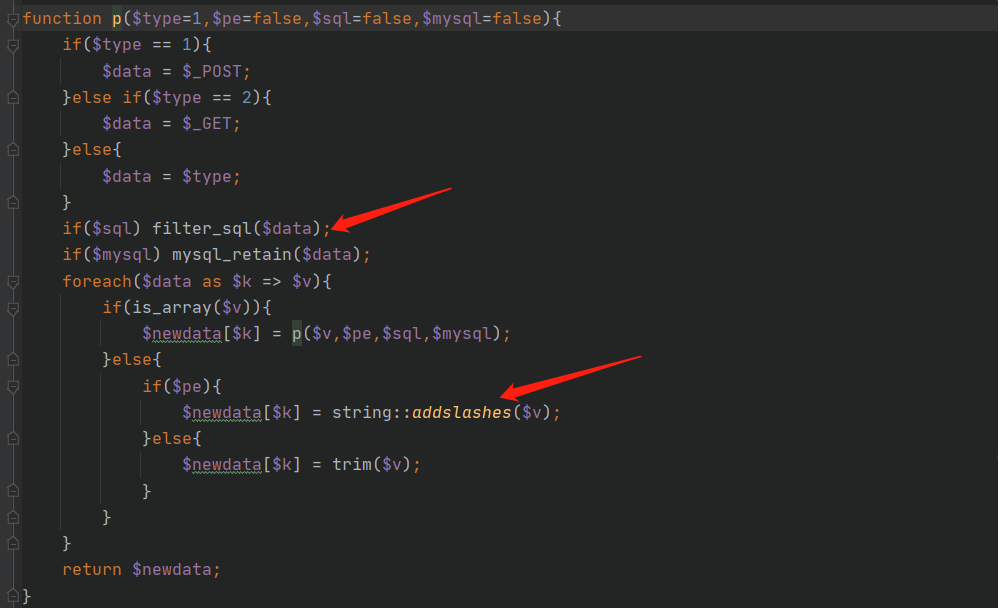 function p($type=1,$pe=false,$sql=false,$mysql=false){
    if($type == 1){
        $data = $_POST;
    }else if($type == 2){
        $data = $_GET;
    }else{
        $data = $type;
    }
    if($sql) filter_sql($data);
    if($mysql) mysql_retain($data);
    foreach($data as $k => $v){
        if(is_array($v)){
            $newdata[$k] = p($v,$pe,$sql,$mysql);
        }else{
            if($pe){
                $newdata[$k] = string::addslashes($v);
            }else{
                $newdata[$k] = trim($v);
            }
        }
    }
    return $newdata;
}